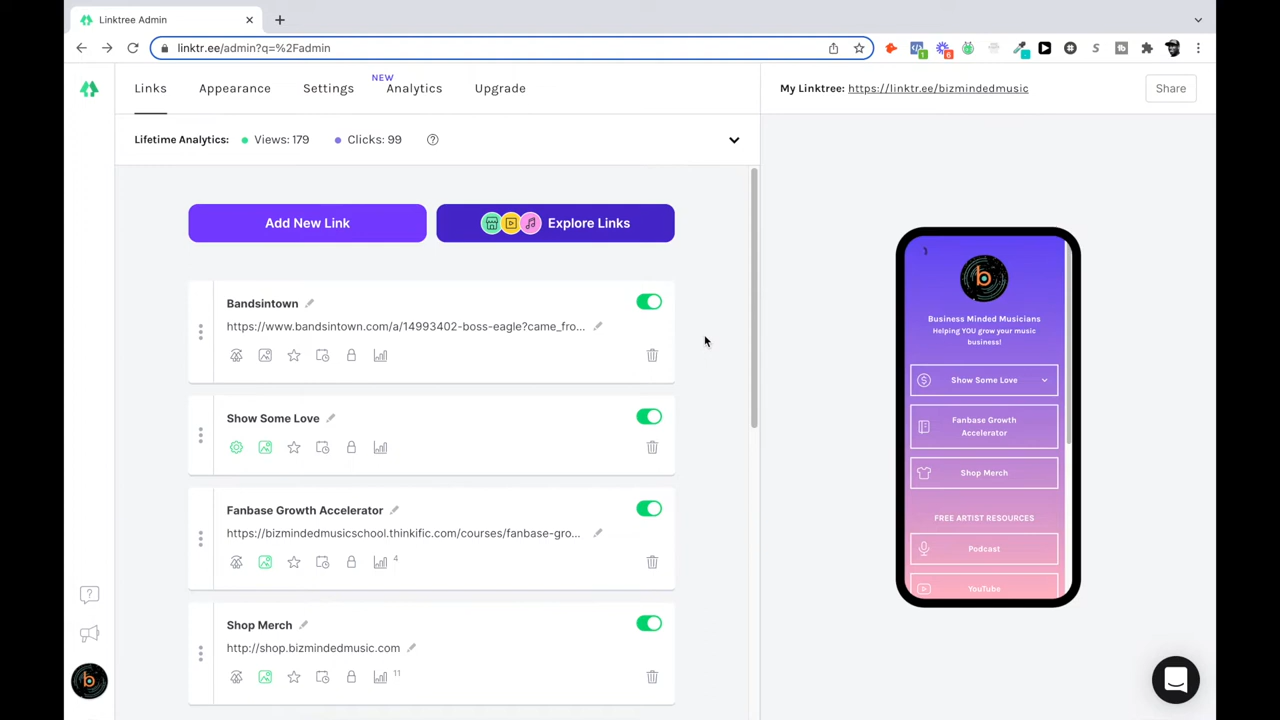 Linktree Admin
linktr.ee/admin?q=%2Fadmin
1
6
S
Links
Appearance
Settings
NEW
Analytics
Upgrade
My Linktree: https://linktr.ee/bizmindedmusic
Share
Lifetime Analytics:
Views: 179
Clicks: 99
?
Add New Link
Explore Links
Bandsintown
https://www.bandsintown.com/a/14993402-boss-eagle?came_fro...
Show Some Love
Fanbase Growth Accelerator
https://bizmindedmusicschool.thinkific.com/courses/fanbase-gro...
4
Shop Merch
http://shop.bizmindedmusic.com
11
b
Business Minded Musicians
Helping YOU grow your music
business!
$
Show Some Love
Fanbase Growth
Accelerator
Shop Merch
FREE ARTIST RESOURCES
Podcast
YouTube
?
b